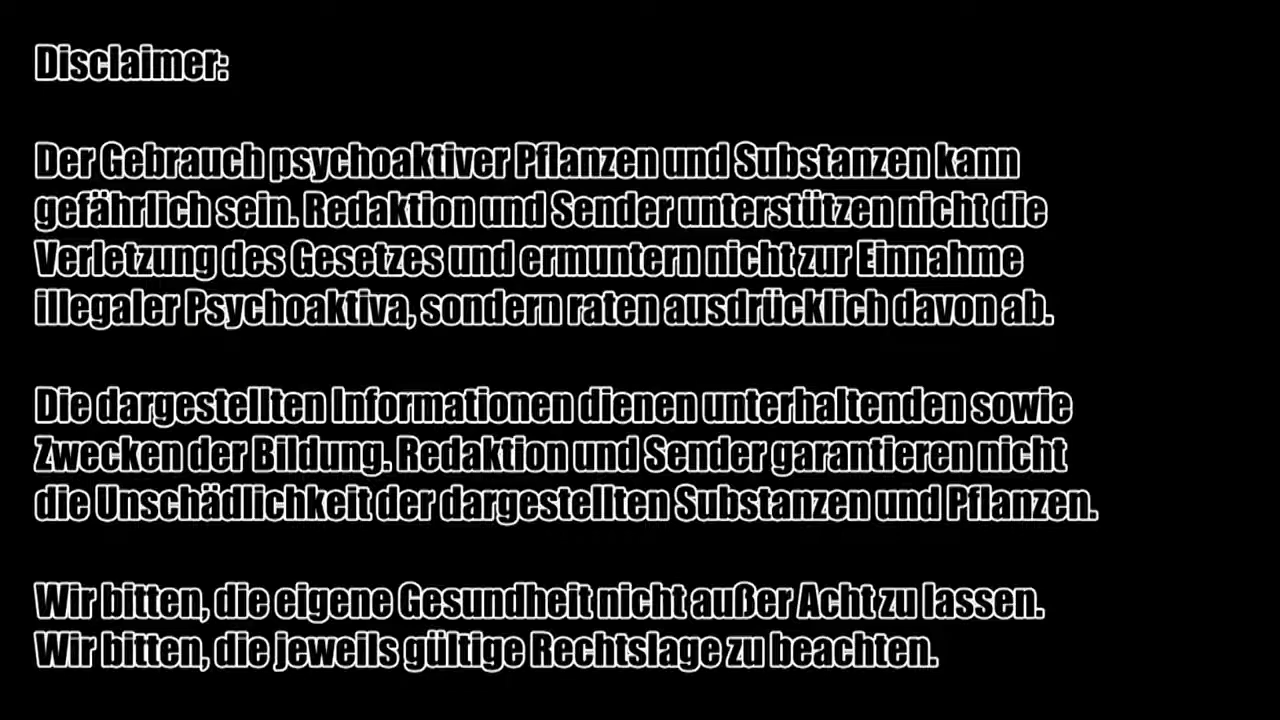 Disclaimer:
Der Gebrauch psychoaktiver Pflanzen und Substanzen kann
gefährlich sein. Redaktion und Sender unterstützen nicht die
Verletzung des Gesetzes und ermuntern nicht zur Einnahme
illegaler Psychoaktiva, sondern raten ausdrücklich davon ab.
Die dargestellten Informationen dienen unterhaltenden sowie
Zwecken der Bildung. Redaktion und Sender garantieren nicht
die Unschädlichkeit der dargestellten Substanzen und Pflanzen.
Wir bitten, die eigene Gesundheit nicht außer Acht zu lassen.
Wir bitten, die jeweils gültige Rechtslage zu beachten.